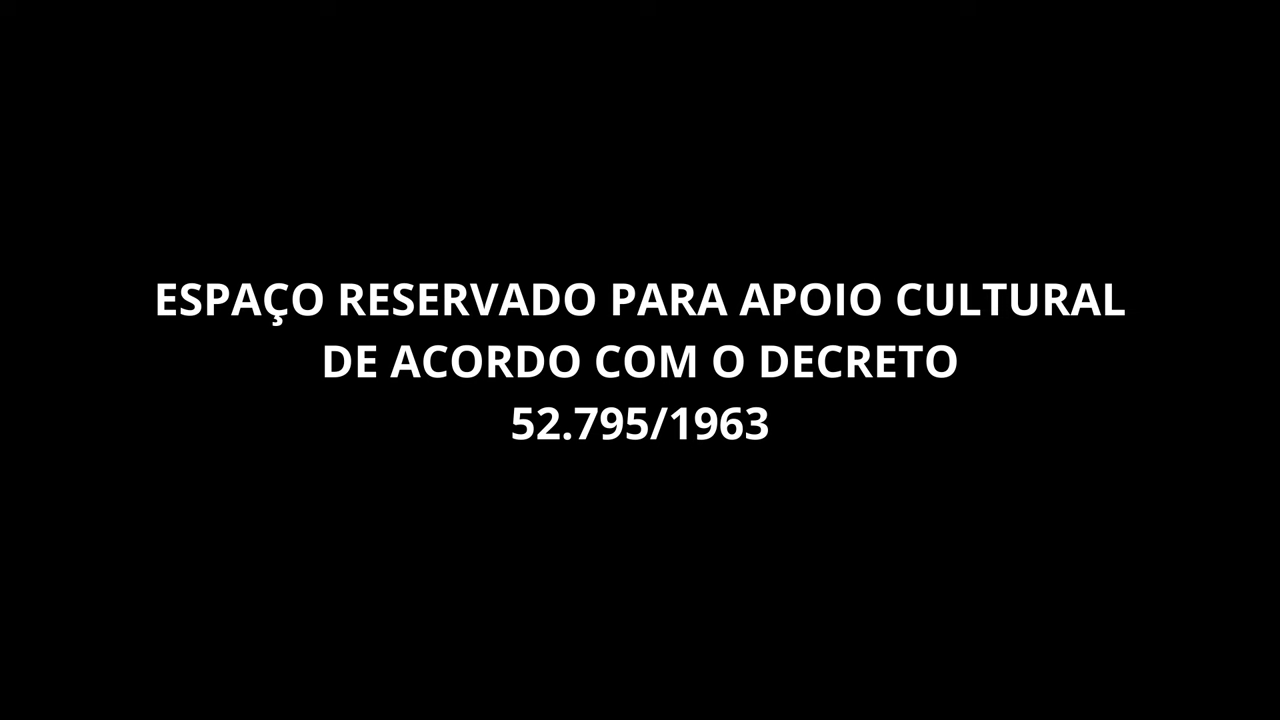 ESPAÇO RESERVADO PARA APOIO CULTURAL
DE ACORDO COM O DECRETO
52.795/1963